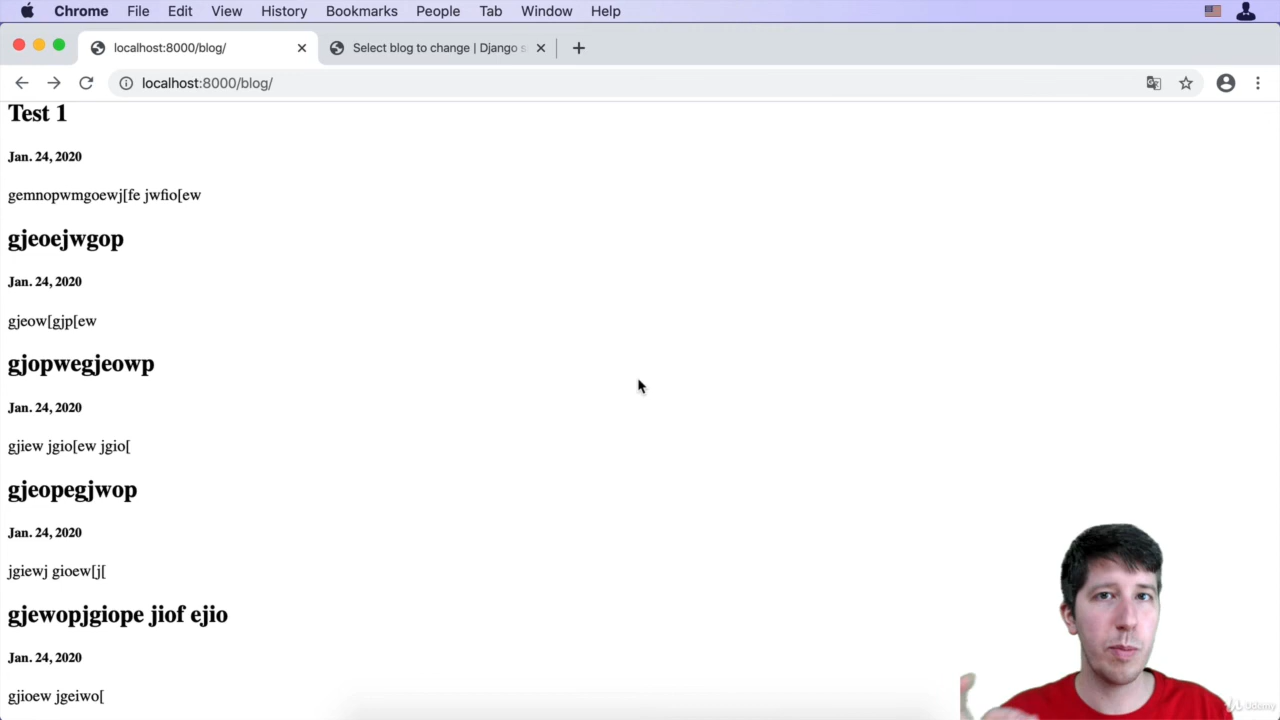 Chrome File Edit View History Bookmarks People Tab Window Help
localhost:8000/blog/ Select blog to change | Django s
localhost:8000/blog/
Test 1
Jan. 24, 2020
gemnopwmgoewj[fe jwfio[ew
gjeoejwgop
Jan. 24, 2020
gjeow[gjp[ew
gjopwegjeowp
Jan. 24, 2020
gjiew jgio[ew jgio[
gjeopegjwop
Jan. 24, 2020
jgiewj gioew[j[
gjewopjgiope jiof ejio
Jan. 24, 2020
gjioew jgeiwo[
Udemy